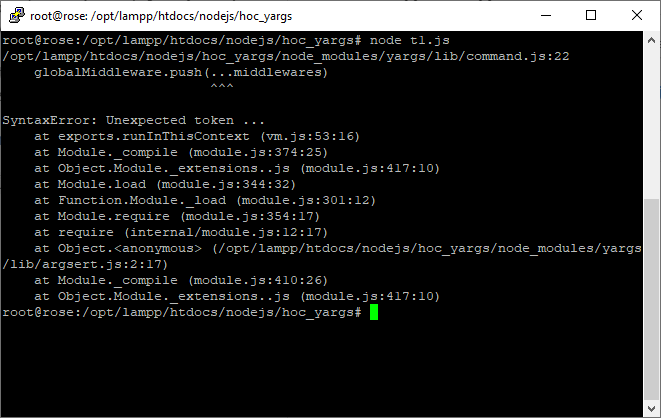 root@rose: /opt/lampp/htdocs/nodejs/hoc_yargs
root@rose:/opt/lampp/htdocs/nodejs/hoc_yargs# node t1.js
/opt/lampp/htdocs/nodejs/hoc_yargs/node_modules/yargs/lib/command.js:22
    globalMiddleware.push(...middlewares)
                          ^^^
SyntaxError: Unexpected token ...
    at exports.runInThisContext (vm.js:53:16)
    at Module._compile (module.js:374:25)
    at Object.Module._extensions..js (module.js:417:10)
    at Module.load (module.js:344:32)
    at Function.Module._load (module.js:301:12)
    at Module.require (module.js:354:17)
    at require (internal/module.js:12:17)
    at Object.<anonymous> (/opt/lampp/htdocs/nodejs/hoc_yargs/node_modules/yargs
/lib/argsert.js:2:17)
    at Module._compile (module.js:410:26)
    at Object.Module._extensions..js (module.js:417:10)
root@rose:/opt/lampp/htdocs/nodejs/hoc_yargs#